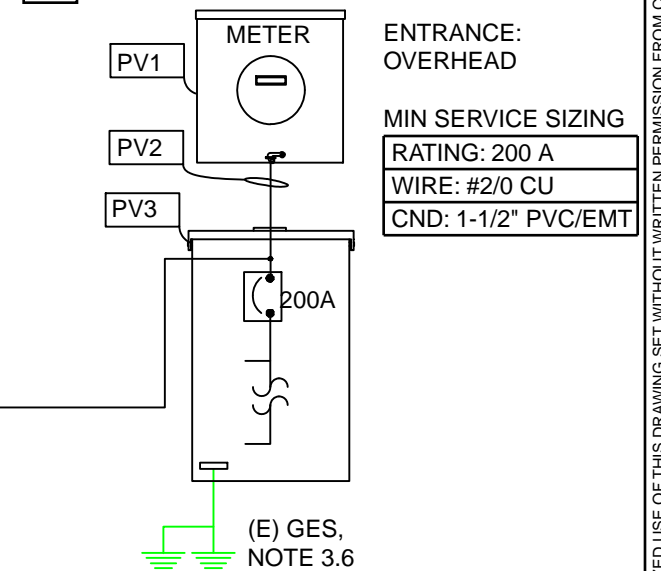 METER
PV1
PV2
PV3
200A
(E) GES,
NOTE 3.6
ENTRANCE:
OVERHEAD
MIN SERVICE SIZING
RATING: 200 A
WIRE: #2/0 CU
CND: 1-1/2" PVC/EMT
USE OF THIS DRAWING SET WITHOUT WRITTEN PERMISSION FROM